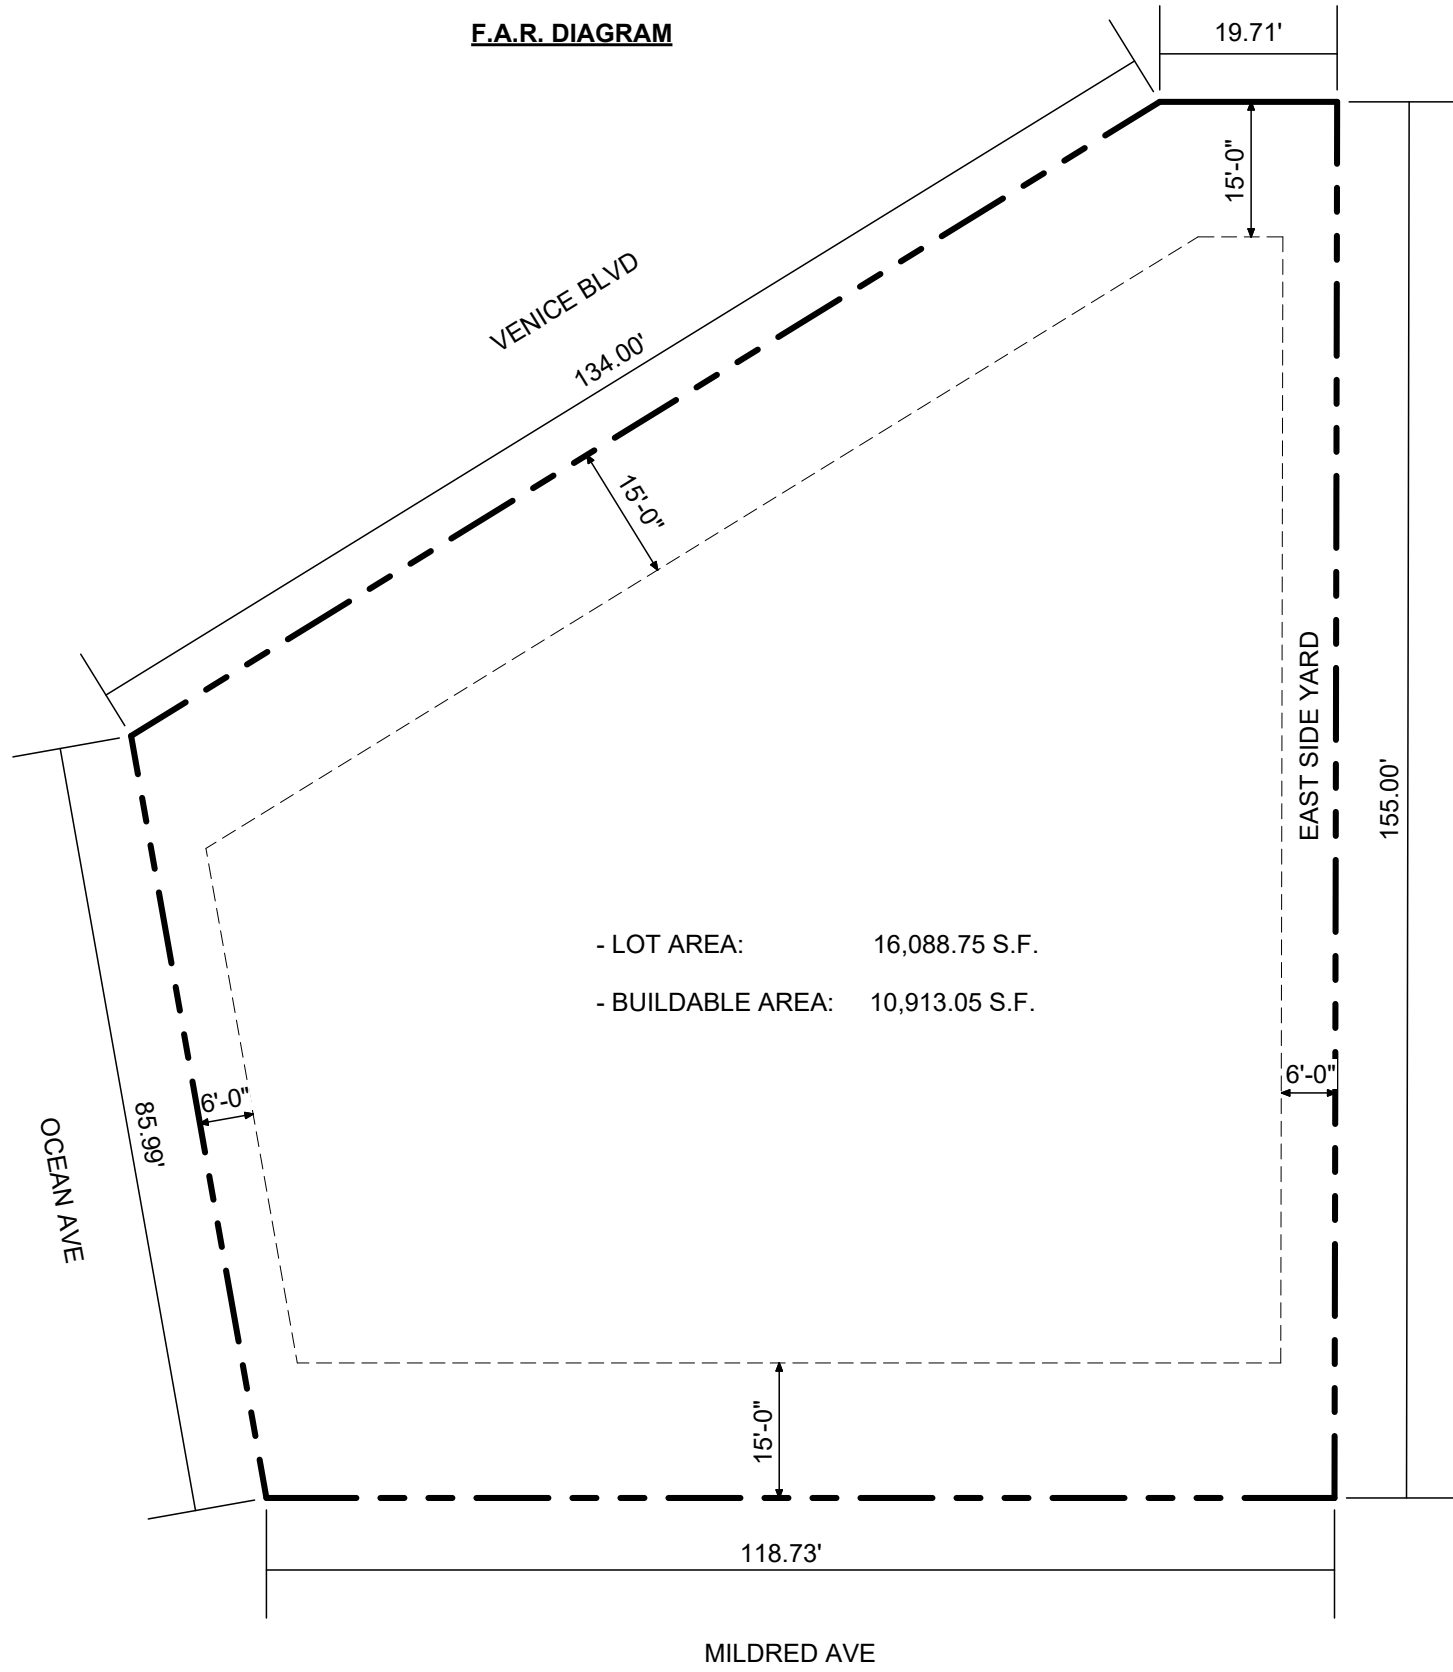 F.A.R. DIAGRAM
19.71'
15'-0"
VENICE BLVD
134.00'
15'-0"
EAST SIDE YARD
155.00'
- LOT AREA: 16,088.75 S.F.
- BUILDABLE AREA: 10,913.05 S.F.
6'-0"
6'-0"
85.99'
OCEAN AVE
15'-0"
118.73'
MILDRED AVE